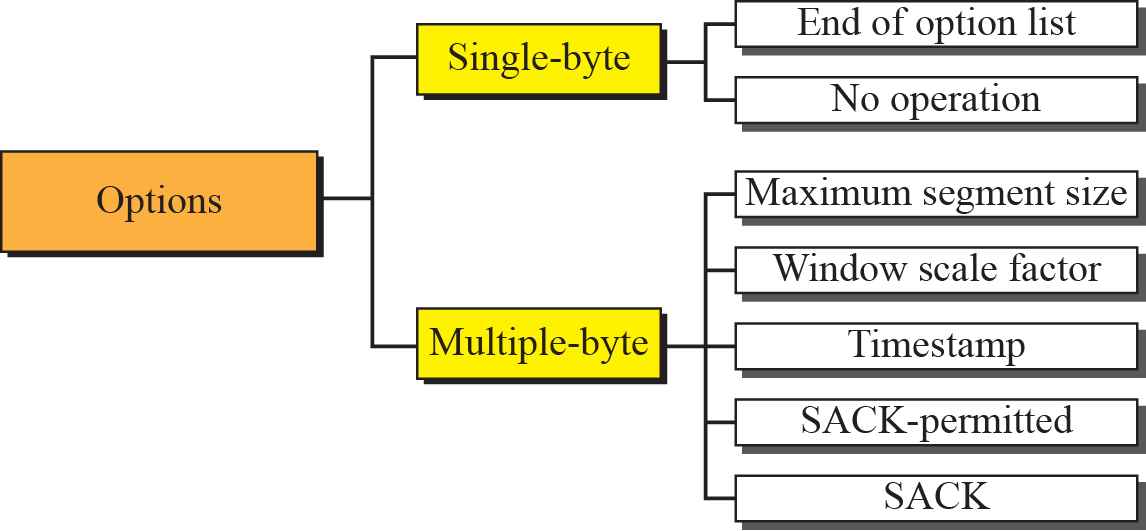 Options
Single-byte
End of option list
No operation
Multiple-byte
Maximum segment size
Window scale factor
Timestamp
SACK-permitted
SACK